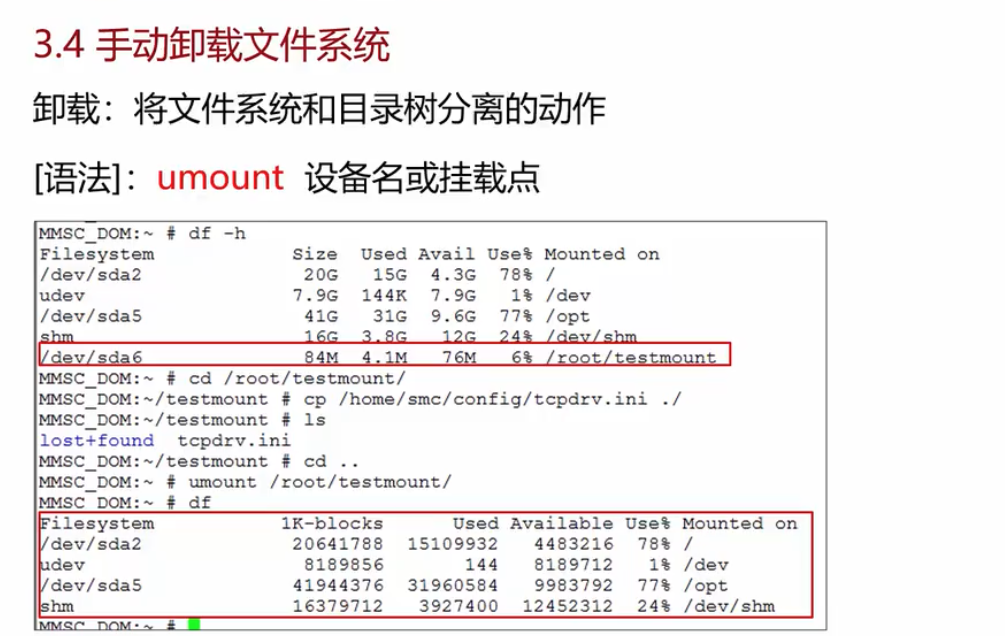 3.4 手动卸载文件系统
卸载：将文件系统和目录树分离的动作
[语法]：umount 设备名或挂载点
MMSC_DOM:~ # df -h
Filesystem Size Used Avail Use% Mounted on
/dev/sda2 20G 15G 4.3G 78% /
udev 7.9G 144K 7.9G 1% /dev
/dev/sda5 41G 31G 9.6G 77% /opt
shm 16G 3.8G 12G 24% /dev/shm
/dev/sda6 84M 4.1M 76M 6% /root/testmount
MMSC_DOM:~ # cd /root/testmount/
MMSC_DOM:~/testmount # cp /home/smc/config/tcpdrv.ini ./
MMSC_DOM:~/testmount # ls
lost+found tcpdrv.ini
MMSC_DOM:~/testmount # cd ..
MMSC_DOM:~ # umount /root/testmount/
MMSC_DOM:~ # df
Filesystem 1K-blocks Used Available Use% Mounted on
/dev/sda2 20641788 15109932 4483216 78% /
udev 8189856 144 8189712 1% /dev
/dev/sda5 41944376 31960584 9983792 77% /opt
shm 16379712 3927400 12452312 24% /dev/shm
MMSC_DOM:~ #